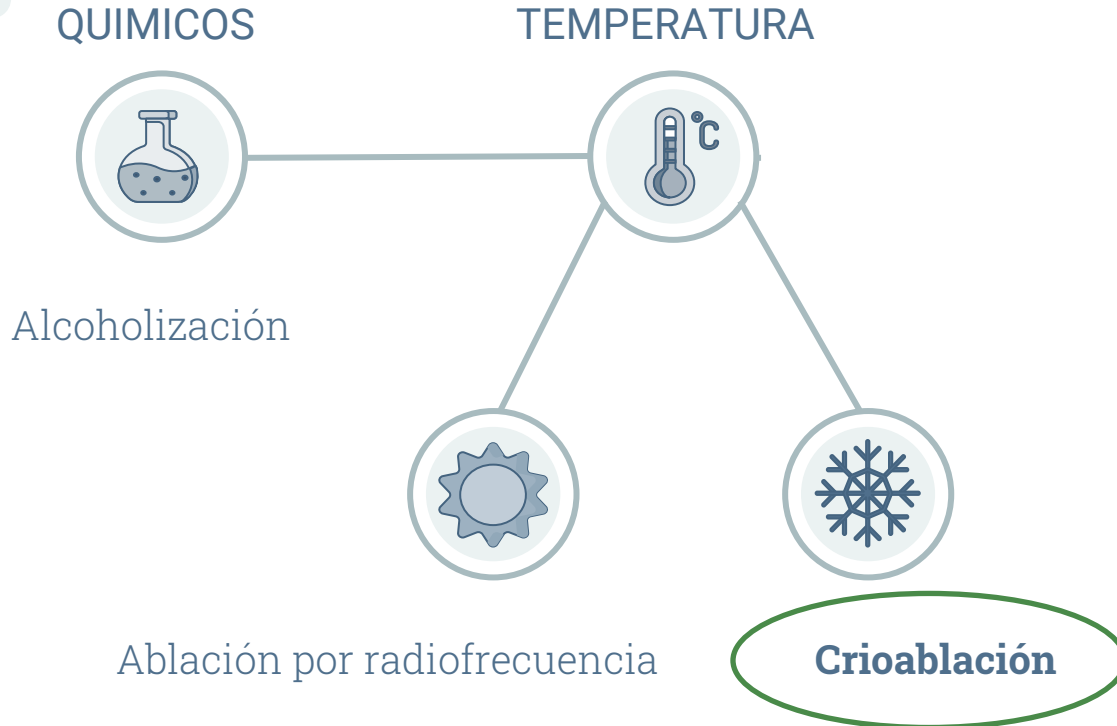 QUIMICOS
TEMPERATURA
°C
Alcoholización
Ablación por radiofrecuencia
Crioablación